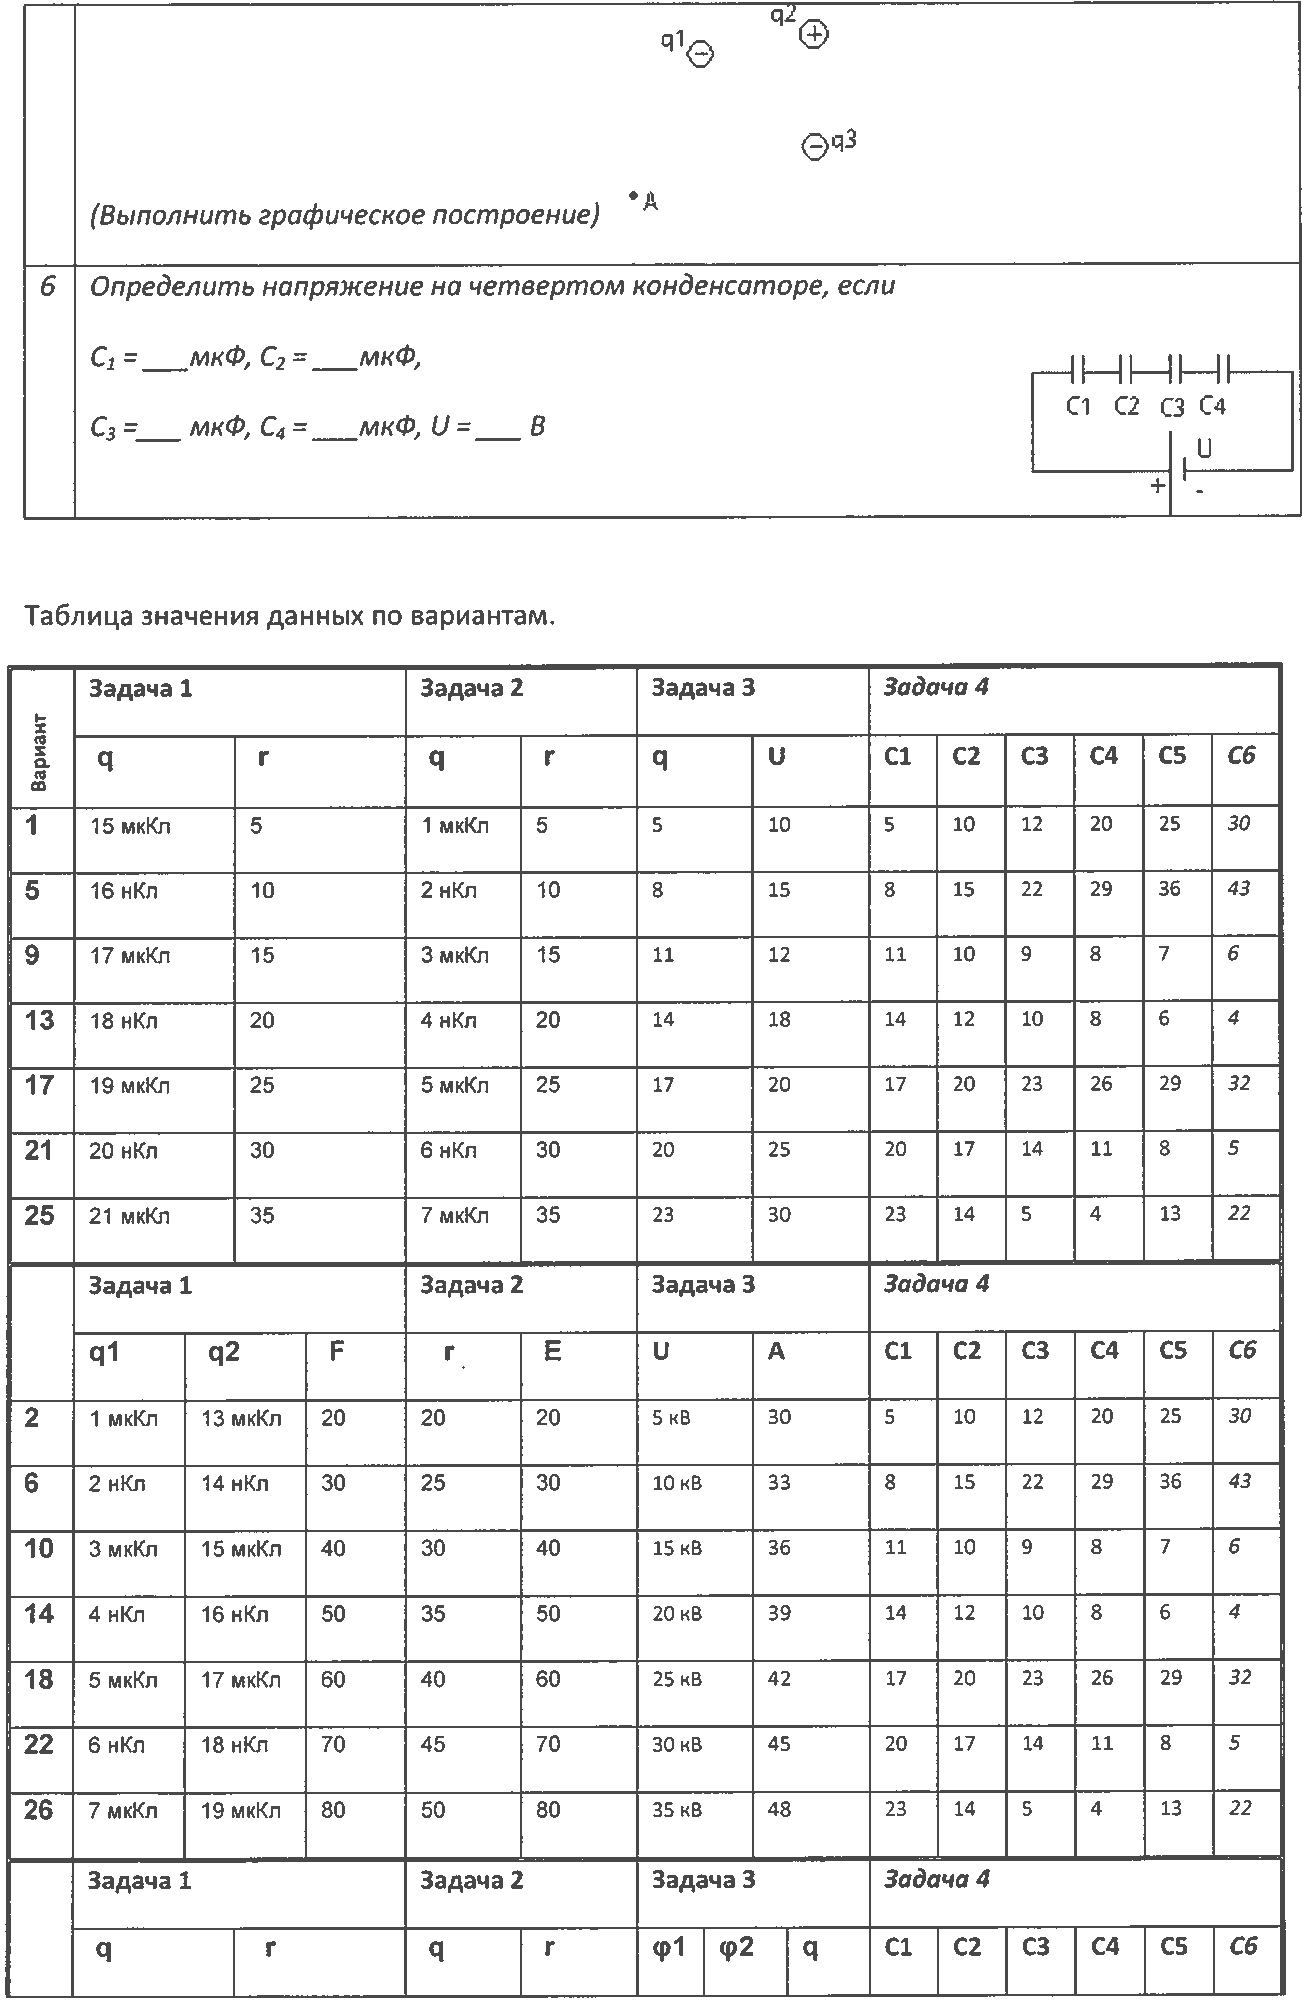 q2
q1
q3
A
(Выполнить графическое построение)
6 Определить напряжение на четвертом конденсаторе, если
C1 = ___мкФ, C2 = ___мкФ,
C3 =___ мкФ, C4 = ___мкФ, U = ___ В
C1 C2 C3 C4
U
+ -
Таблица значения данных по вариантам.
Вариант Задача 1 Задача 2 Задача 3 Задача 4
q r q r q U C1 C2 C3 C4 C5 C6
1 15 мкКл 5 1 мкКл 5 5 10 5 10 12 20 25 30
5 16 нКл 10 2 нКл 10 8 15 8 15 22 29 36 43
9 17 мкКл 15 3 мкКл 15 11 12 11 10 9 8 7 6
13 18 нКл 20 4 нКл 20 14 18 14 12 10 8 6 4
17 19 мкКл 25 5 мкКл 25 17 20 17 20 23 26 29 32
21 20 нКл 30 6 нКл 30 20 25 20 17 14 11 8 5
25 21 мкКл 35 7 мкКл 35 23 30 23 14 5 4 13 22
Задача 1 Задача 2 Задача 3 Задача 4
q1 q2 F r E U A C1 C2 C3 C4 C5 C6
2 1 мкКл 13 мкКл 20 20 20 5 кВ 30 5 10 12 20 25 30
6 2 нКл 14 нКл 30 25 30 10 кВ 33 8 15 22 29 36 43
10 3 мкКл 15 мкКл 40 30 40 15 кВ 36 11 10 9 8 7 6
14 4 нКл 16 нКл 50 35 50 20 кВ 39 14 12 10 8 6 4
18 5 мкКл 17 мкКл 60 40 60 25 кВ 42 17 20 23 26 29 32
22 6 нКл 18 нКл 70 45 70 30 кВ 45 20 17 14 11 8 5
26 7 мкКл 19 мкКл 80 50 80 35 кВ 48 23 14 5 4 13 22
Задача 1 Задача 2 Задача 3 Задача 4
q r q r φ1 φ2 q C1 C2 C3 C4 C5 C6